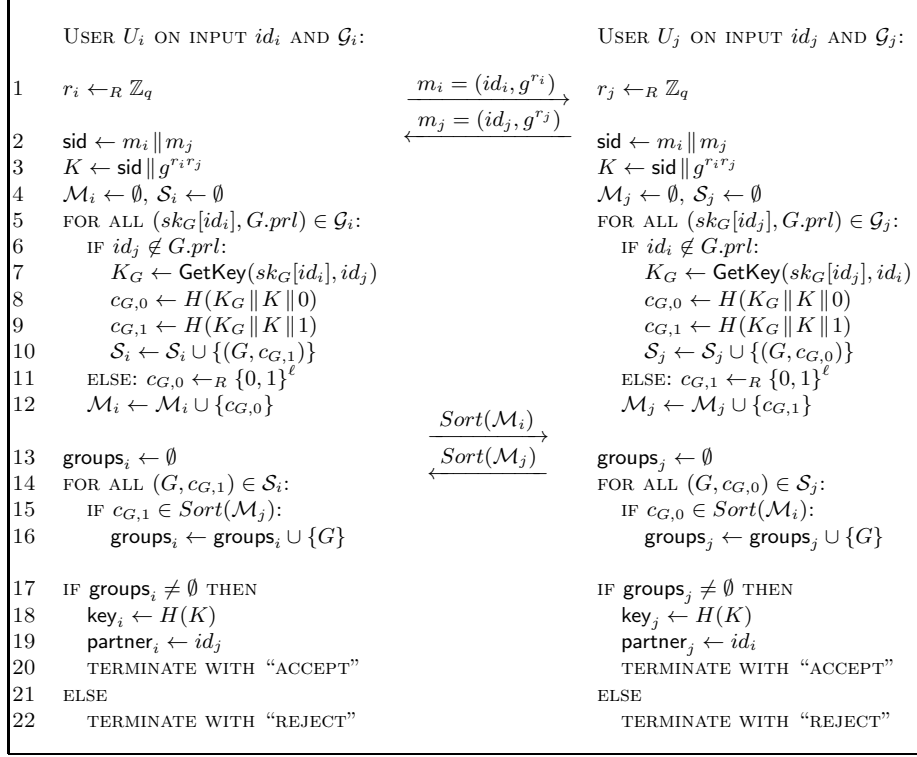 USER U_i ON INPUT id_i AND 𝒢_i: USER U_j ON INPUT id_j AND 𝒢_j:
1 r_i ←_R ℤ_q m_i = (id_i, g^{r_i}) r_j ←_R ℤ_q
m_j = (id_j, g^{r_j})
2 sid ← m_i ∥ m_j sid ← m_i ∥ m_j
3 K ← sid ∥ g^{r_i r_j} K ← sid ∥ g^{r_i r_j}
4 ℳ_i ← ∅, 𝒮_i ← ∅ ℳ_j ← ∅, 𝒮_j ← ∅
5 FOR ALL (sk_G[id_i], G.prl) ∈ 𝒢_i: FOR ALL (sk_G[id_j], G.prl) ∈ 𝒢_j:
6 IF id_j ∉ G.prl: IF id_i ∉ G.prl:
7 K_G ← GetKey(sk_G[id_i], id_j) K_G ← GetKey(sk_G[id_j], id_i)
8 c_{G,0} ← H(K_G ∥ K ∥ 0) c_{G,0} ← H(K_G ∥ K ∥ 0)
9 c_{G,1} ← H(K_G ∥ K ∥ 1) c_{G,1} ← H(K_G ∥ K ∥ 1)
10 𝒮_i ← 𝒮_i ∪ {(G, c_{G,1})} 𝒮_j ← 𝒮_j ∪ {(G, c_{G,0})}
11 ELSE: c_{G,0} ←_R {0, 1}^ℓ ELSE: c_{G,1} ←_R {0, 1}^ℓ
12 ℳ_i ← ℳ_i ∪ {c_{G,0}} ℳ_j ← ℳ_j ∪ {c_{G,1}}
Sort(ℳ_i)
13 groups_i ← ∅ Sort(ℳ_j) groups_j ← ∅
14 FOR ALL (G, c_{G,1}) ∈ 𝒮_i: FOR ALL (G, c_{G,0}) ∈ 𝒮_j:
15 IF c_{G,1} ∈ Sort(ℳ_j): IF c_{G,0} ∈ Sort(ℳ_i):
16 groups_i ← groups_i ∪ {G} groups_j ← groups_j ∪ {G}
17 IF groups_i ≠ ∅ THEN IF groups_j ≠ ∅ THEN
18 key_i ← H(K) key_j ← H(K)
19 partner_i ← id_j partner_j ← id_i
20 TERMINATE WITH “ACCEPT” TERMINATE WITH “ACCEPT”
21 ELSE ELSE
22 TERMINATE WITH “REJECT” TERMINATE WITH “REJECT”